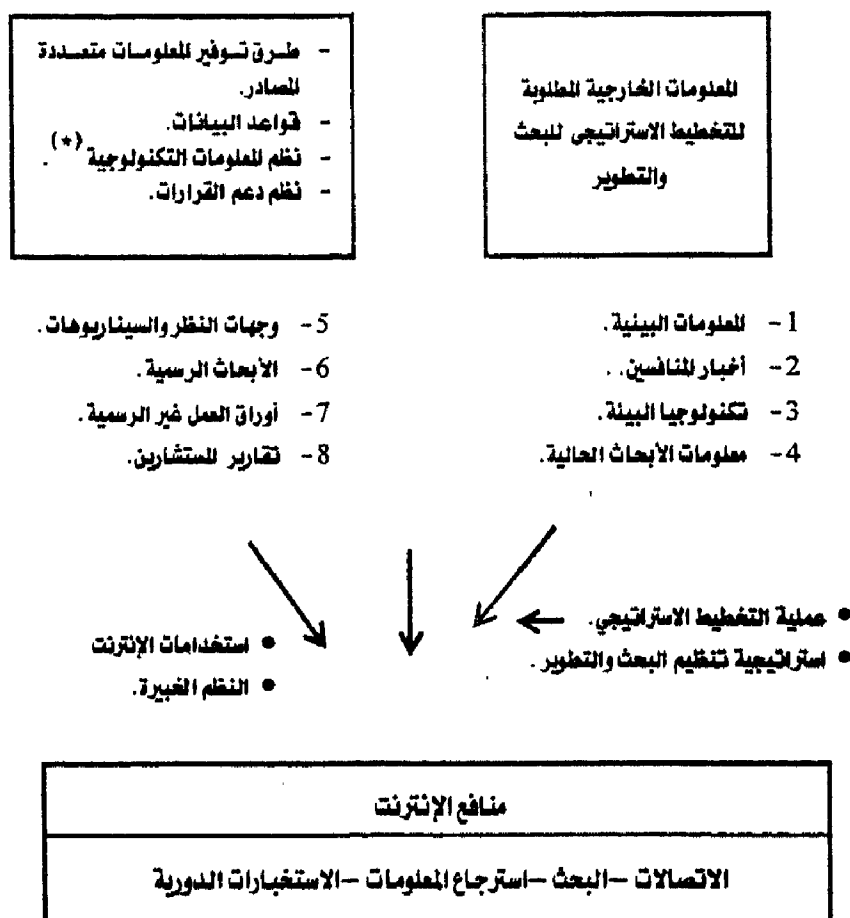 المعلومات الخارجية المطلوبة
للتخطيط الاستراتيجي للبحث
والتطوير
- طرق توفير المعلومات متعددة
المصادر.
- قواعد البيانات.
- نظم المعلومات التكنولوجية (*).
- نظم دعم القرارات.
1- المعلومات البينية.
2- أخبار المنافسين. .
3- تكنولوجيا البيئة.
4- معلومات الأبحاث الحالية.
5- وجهات النظر والسيناريوهات.
6- الأبحاث الرسمية.
7- أوراق العمل غير الرسمية.
8- تقارير المستشارين.
● عملية التخطيط الاستراتيجي.
● استراتيجية تنظيم البحث والتطوير.
● استخدامات الإنترنت
● النظم الخبيرة.
منافع الإنترنت
الاتصالات – البحث – استرجاع المعلومات – الاستخبارات الدورية